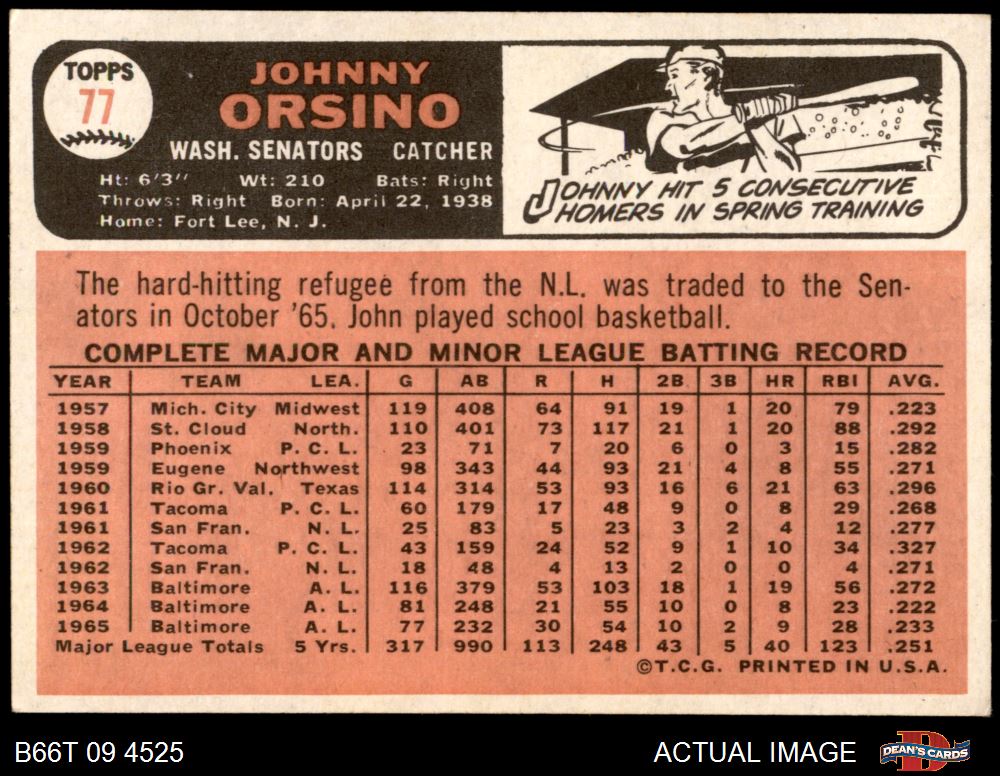 TOPPS
77
JOHNNY
ORSINO
WASH. SENATORS CATCHER
Ht: 6'3" Wt: 210 Bats: Right
Throws: Right Born: April 22, 1938
Home: Fort Lee, N. J.
JOHNNY HIT 5 CONSECUTIVE
HOMERS IN SPRING TRAINING
The hard-hitting refugee from the N.L. was traded to the Sen-
ators in October '65. John played school basketball.
COMPLETE MAJOR AND MINOR LEAGUE BATTING RECORD
YEAR TEAM LEA. G AB R H 2B 3B HR RBI AVG.
1957 Mich. City Midwest 119 408 64 91 19 1 20 79 .223
1958 St. Cloud North. 110 401 73 117 21 1 20 88 .292
1959 Phoenix P. C. L. 23 71 7 20 6 0 3 15 .282
1959 Eugene Northwest 98 343 44 93 21 4 8 55 .271
1960 Rio Gr. Val. Texas 114 314 53 93 16 6 21 63 .296
1961 Tacoma P. C. L. 60 179 17 48 9 0 8 29 .268
1961 San Fran. N. L. 25 83 5 23 3 2 4 12 .277
1962 Tacoma P. C. L. 43 159 24 52 9 1 10 34 .327
1962 San Fran. N. L. 18 48 4 13 2 0 0 4 .271
1963 Baltimore A. L. 116 379 53 103 18 1 19 56 .272
1964 Baltimore A. L. 81 248 21 55 10 0 8 23 .222
1965 Baltimore A. L. 77 232 30 54 10 2 9 28 .233
Major League Totals 5 Yrs. 317 990 113 248 43 5 40 123 .251
©T.C.G. PRINTED IN U.S.A.
B66T 09 4525 ACTUAL IMAGE DEAN'S CARDS